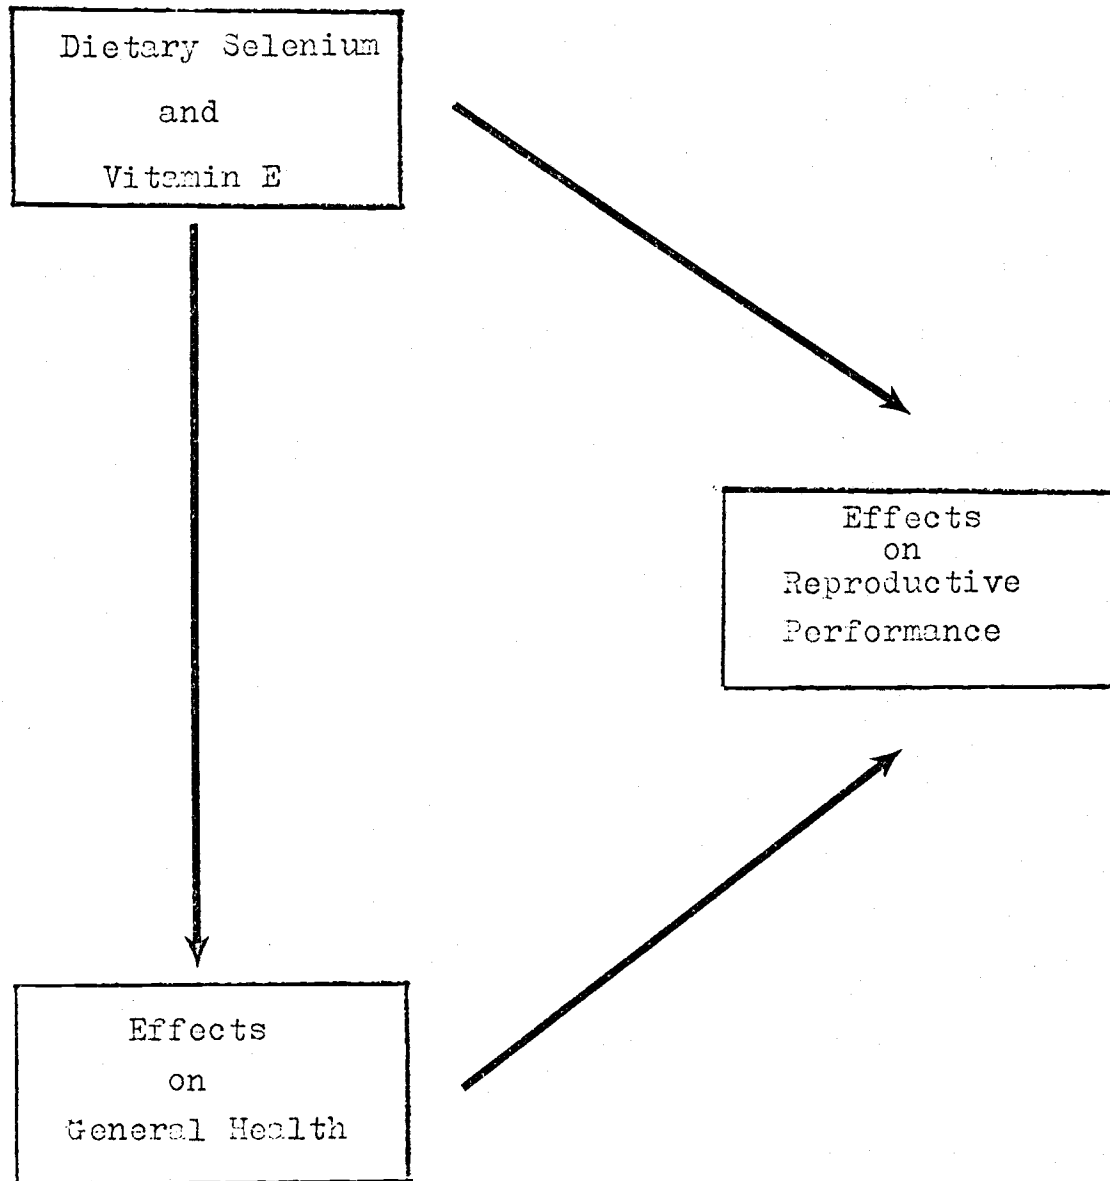 Dietary Selenium
and
Vitamin E
Effects
on
Reproductive
Performance
Effects
on
General Health